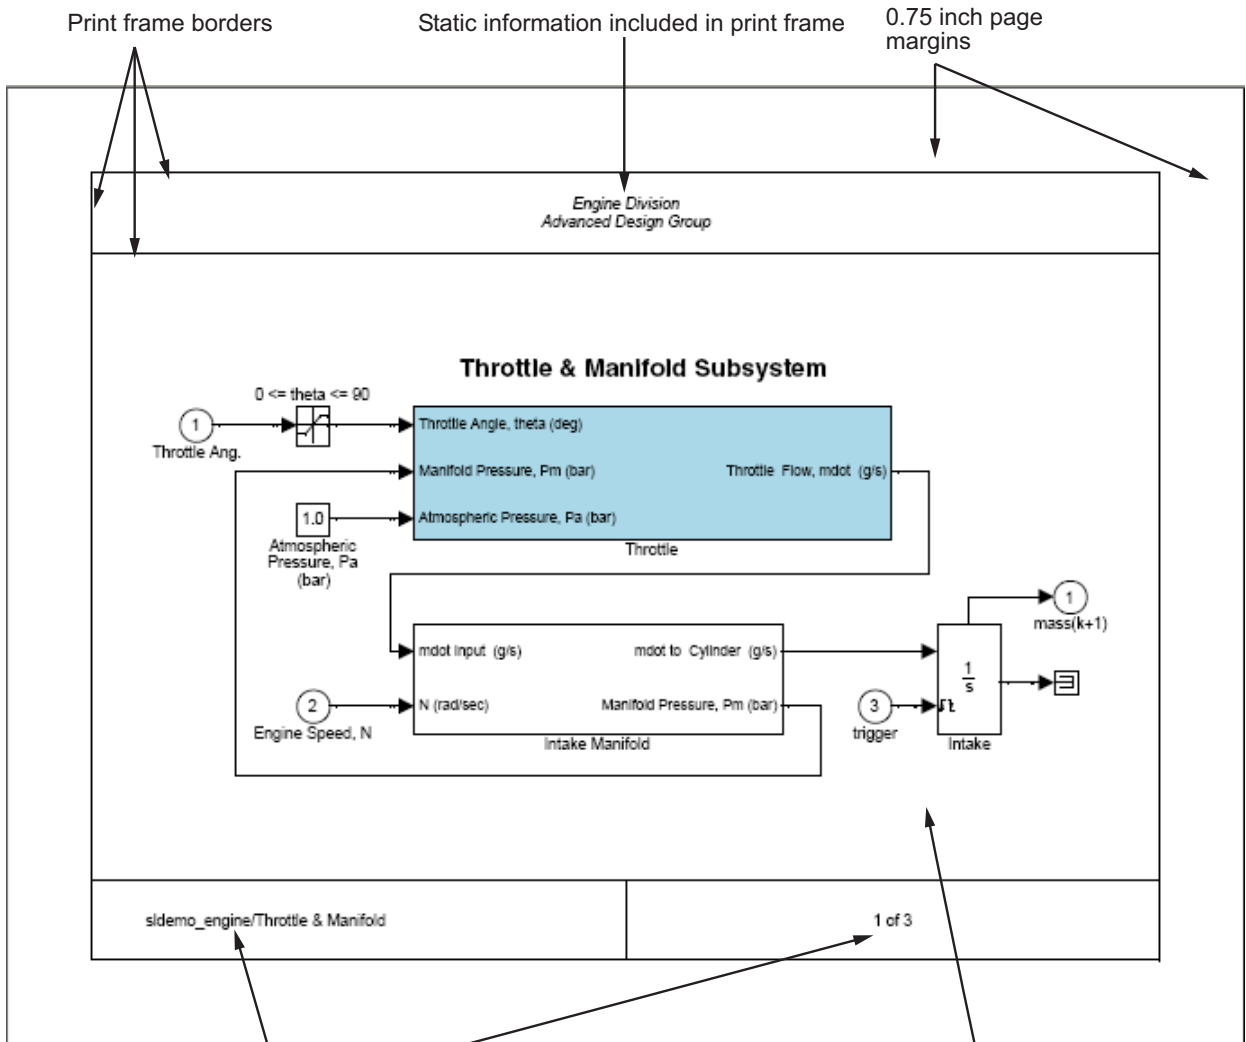 Print frame borders
Static information included in print frame
0.75 inch page
margins
Engine Division
Advanced Design Group
Throttle & Manifold Subsystem
0 <= theta <= 90
1
Throttle Ang.
Throttle Angle, theta (deg)
Manifold Pressure, Pm (bar)
Throttle Flow, mdot (g/s)
1.0
Atmospheric Pressure, Pa (bar)
Atmospheric
Pressure, Pa
(bar)
Throttle
1
mass(k+1)
mdot Input (g/s)
mdot to Cylinder (g/s)
1
s
2
Engine Speed, N
N (rad/sec)
Manifold Pressure, Pm (bar)
3
trigger
Intake Manifold
Intake
sldemo_engine/Throttle & Manifold
1 of 3